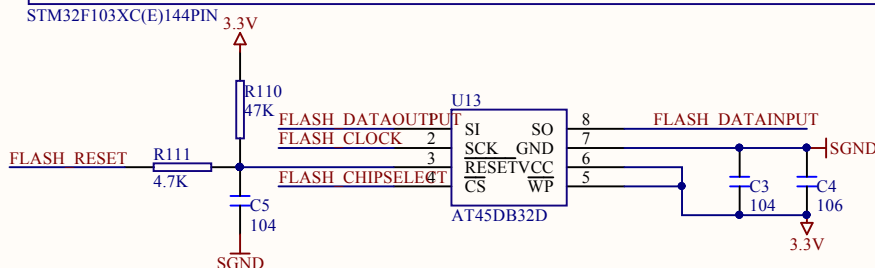 STM32F103XC(E)144PIN
3.3V
R110
47K
U13
FLASH_DATAOUTPUT
1
SI
SO
8
FLASH_DATAINPUT
FLASH_CLOCK
2
SCK
GND
7
SGND
FLASH_RESET
R111
4.7K
3
RESET
VCC
6
FLASH_CHIPSELECT
4
CS
WP
5
C3
104
C4
106
C5
104
AT45DB32D
3.3V
SGND